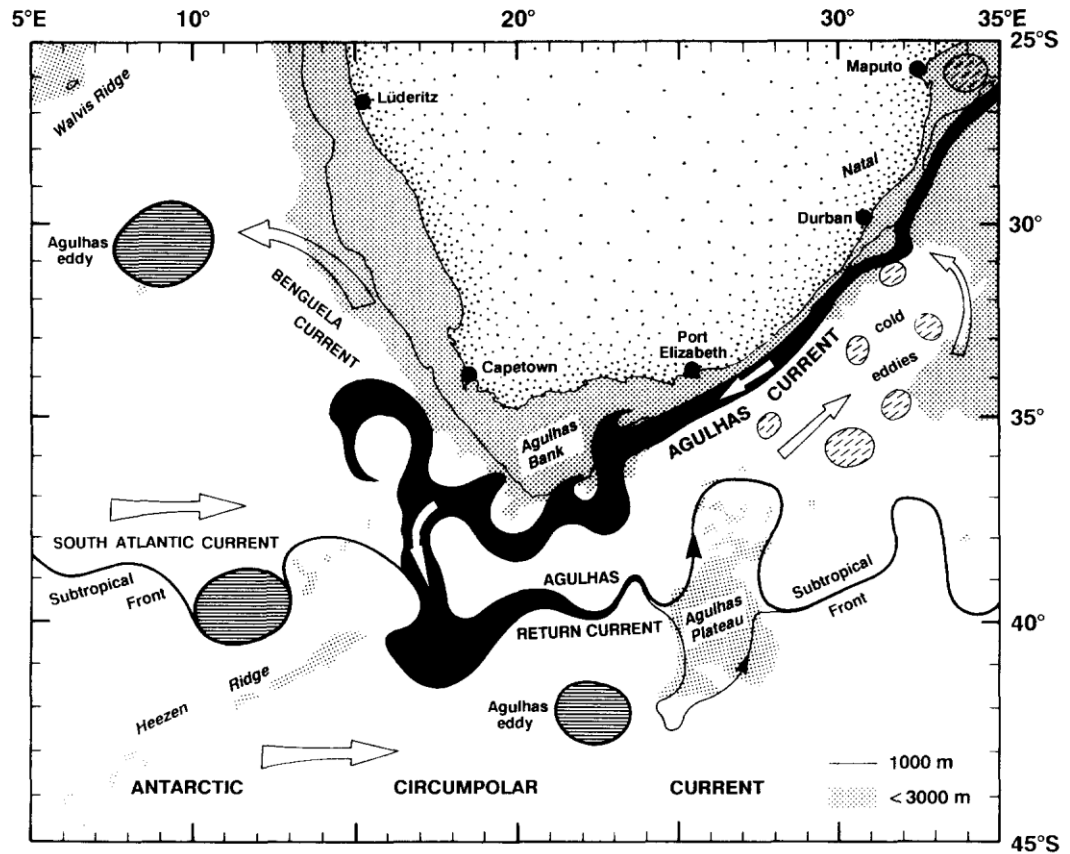 5°E 10° 20° 30° 35°E
25°S
Maputo
Lüderitz
Walvis Ridge
Natal
Durban
30°
Agulhas
eddy
BENGUELA
CURRENT
cold
eddies
Port
Elizabeth
Capetown
AGULHAS CURRENT
35°
Agulhas
Bank
SOUTH ATLANTIC CURRENT
Subtropical
Front
AGULHAS
RETURN CURRENT
Agulhas
Plateau
Subtropical
Front
40°
Heezen Ridge
Agulhas
eddy
1000 m
ANTARCTIC CIRCUMPOLAR CURRENT
< 3000 m
45°S